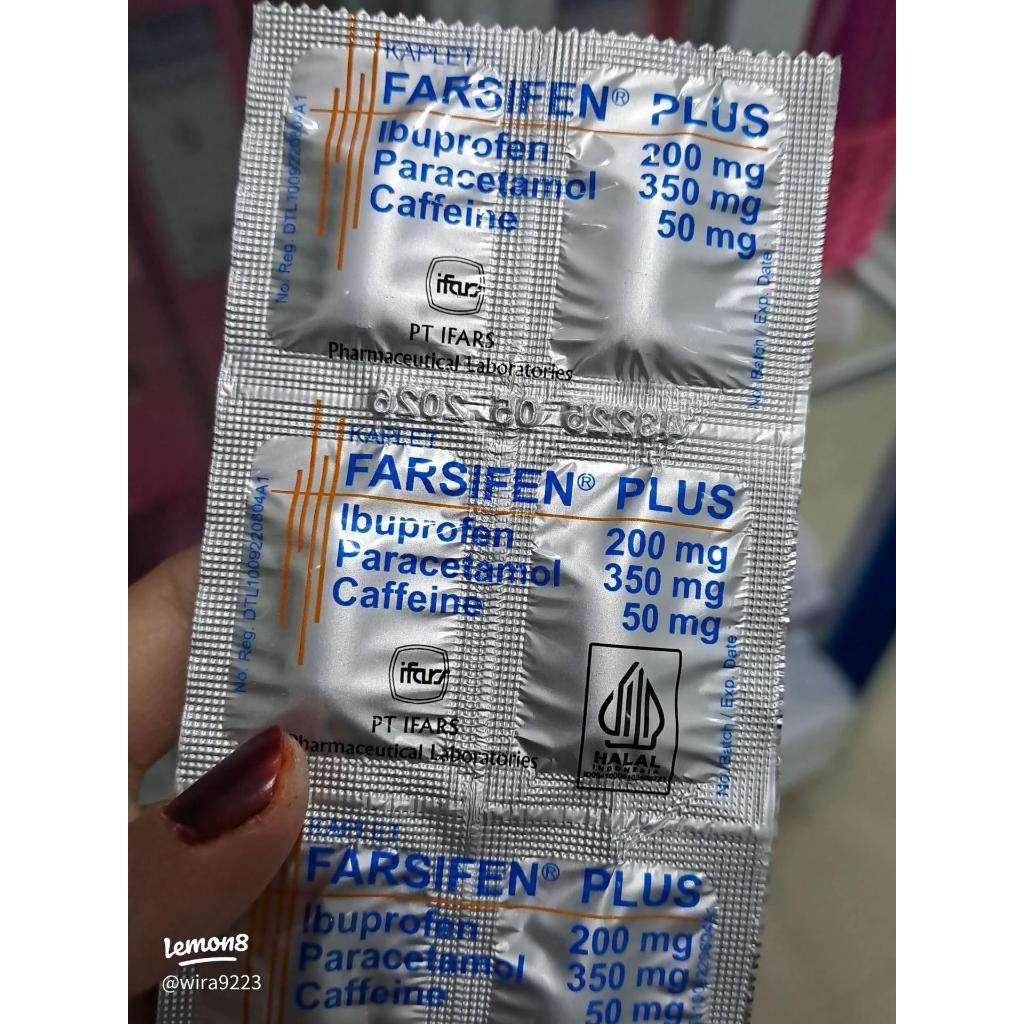 KAPLET
FARSIFEN® PLUS
Ibuprofen 200 mg
Paracetamol 350 mg
Caffeine 50 mg
ifars
PT IFARS
Pharmaceutical Laboratories
No. Reg. DTL1009220804A1
No. Batch / Exp. Date :
05 2026
KAPLET
FARSIFEN® PLUS
Ibuprofen 200 mg
Paracetamol 350 mg
Caffeine 50 mg
ifars
PT IFARS
Pharmaceutical Laboratories
No. Reg. DTL1009220804A1
No. Batch / Exp. Date :
HALAL
INDONESIA
KAPLET
FARSIFEN® PLUS
Ibuprofen 200 mg
Paracetamol 350 mg
Caffeine 50 mg
lemon8
@wira9223